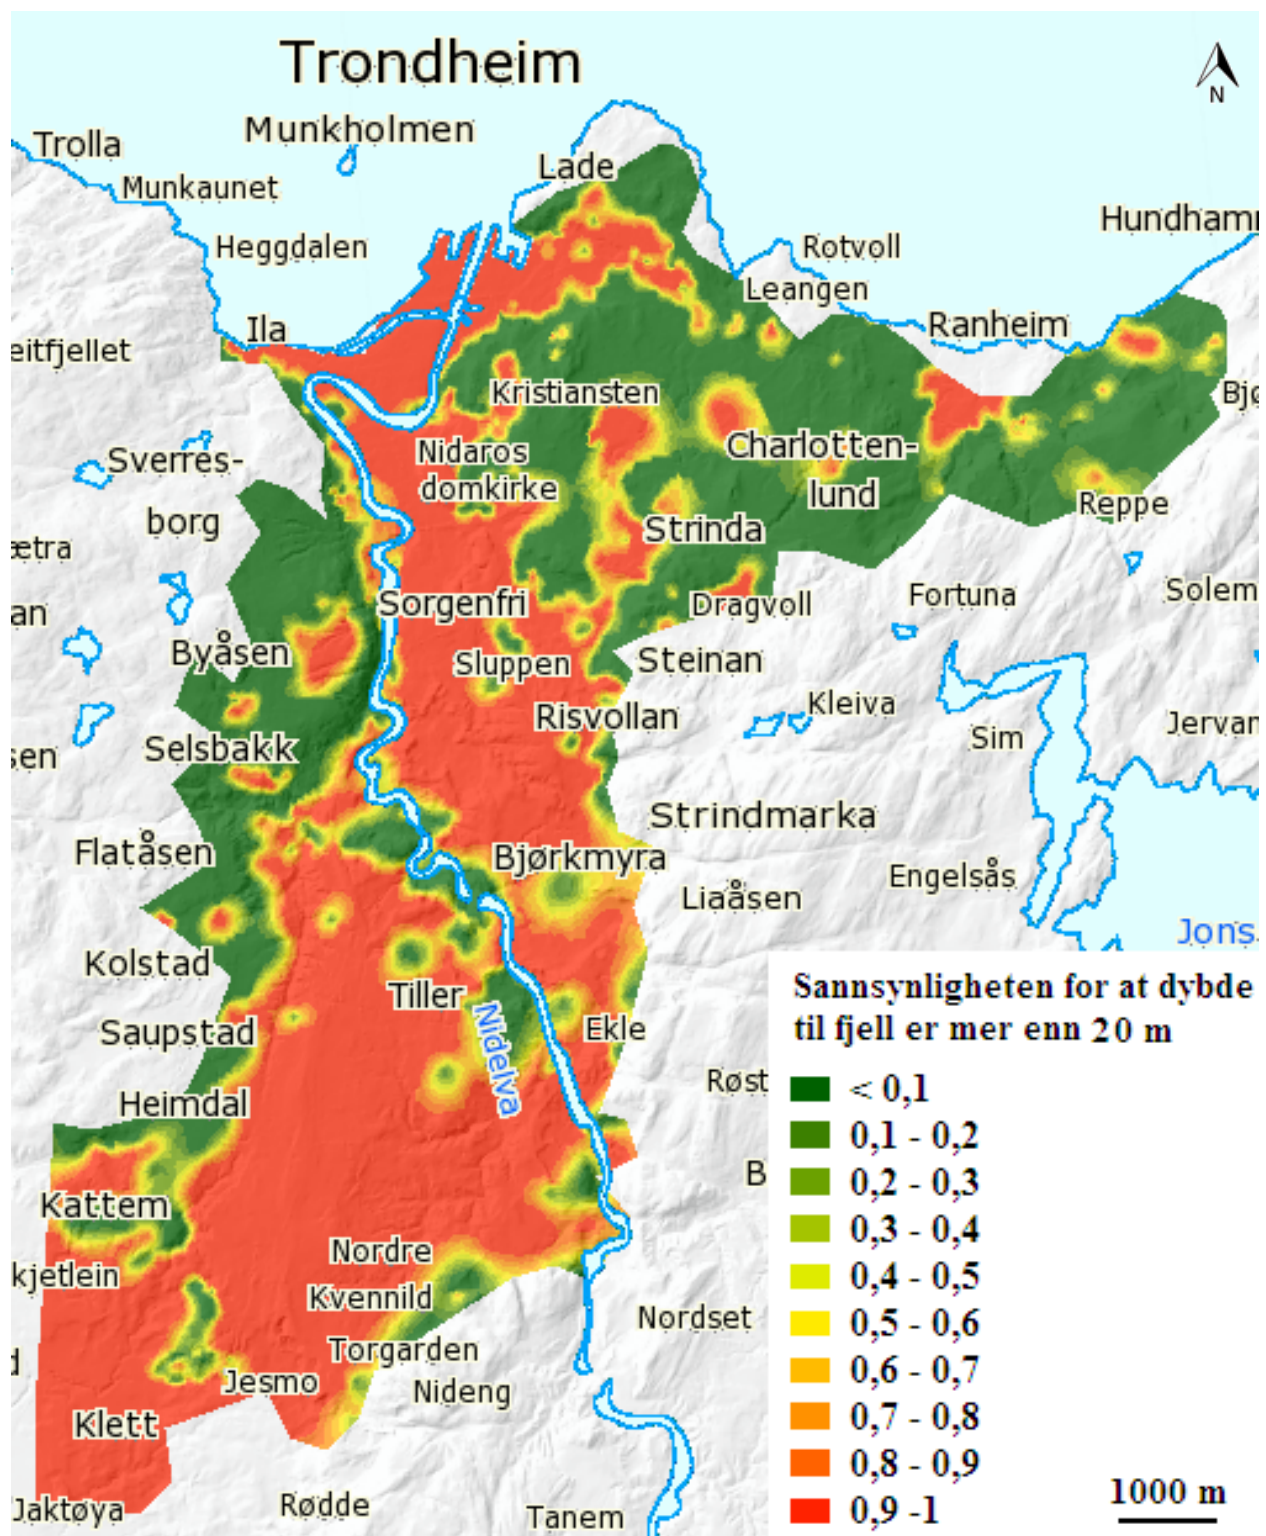 Trondheim
N
Munkholmen
Trolla
Lade
Munkaunet
Hundhamr
Heggdalen
Rotvoll
Leangen
Ila
Ranheim
eitfjellet
Kristiansten
Bjø
Nidaros
domkirke
Charlotten-
lund
Sverres-
borg
Reppe
Strinda
ætra
Sorgenfri
Dragvoll
Fortuna
Solem
an
Byåsen
Sluppen
Steinan
Kleiva
Risvollan
Sim
Jervan
Selsbakk
sen
Strindmarka
Flatåsen
Bjørkmyra
Engelsås
Liaåsen
Jons
Kolstad
Tiller
Nidelva
Saupstad
Ekle
Røst
Heimdal
B
Kattem
Nordre
Kvennild
kjetlein
Nordset
Torgarden
d
Jesmo
Nideng
Klett
Jaktøya
Rødde
Tanem
Sannsynligheten for at dybde
til fjell er mer enn 20 m
< 0,1
0,1 - 0,2
0,2 - 0,3
0,3 - 0,4
0,4 - 0,5
0,5 - 0,6
0,6 - 0,7
0,7 - 0,8
0,8 - 0,9
0,9 -1
1000 m